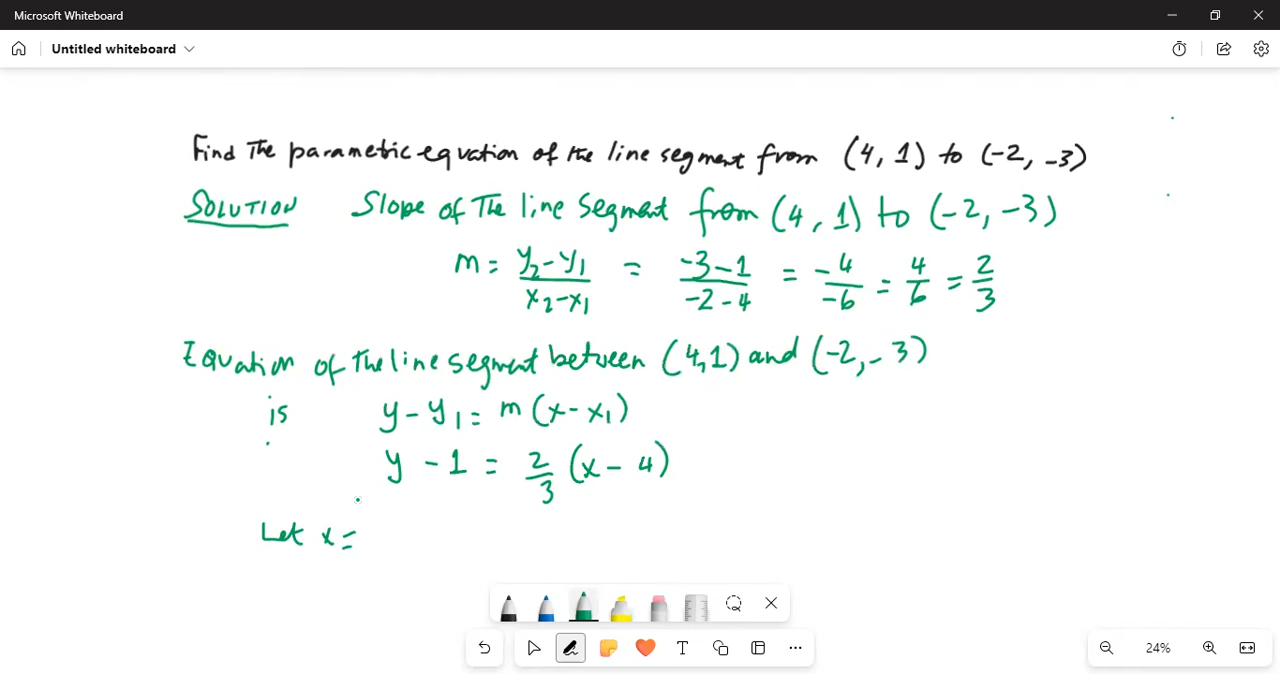 Microsoft Whiteboard
Untitled whiteboard
Find the parametric equation of the line segment from (4, 1) to (-2, -3)
SOLUTION Slope of the line segment from (4, 1) to (-2, -3)
m = y₂-y₁/x₂-x₁ = -3-1/-2-4 = -4/-6 = 4/6 = 2/3
Equation of the line segment between (4,1) and (-2,-3)
is y-y₁ = m(x-x₁)
y-1 = 2/3 (x-4)
Let x =
24%